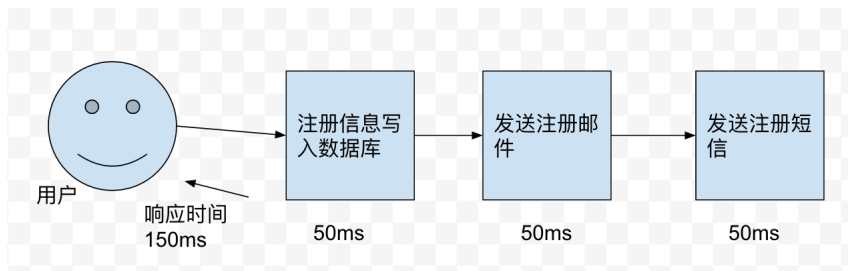 注册信息写
入数据库
发送注册邮
件
发送注册短
信
用户
响应时间
150ms
50ms
50ms
50ms